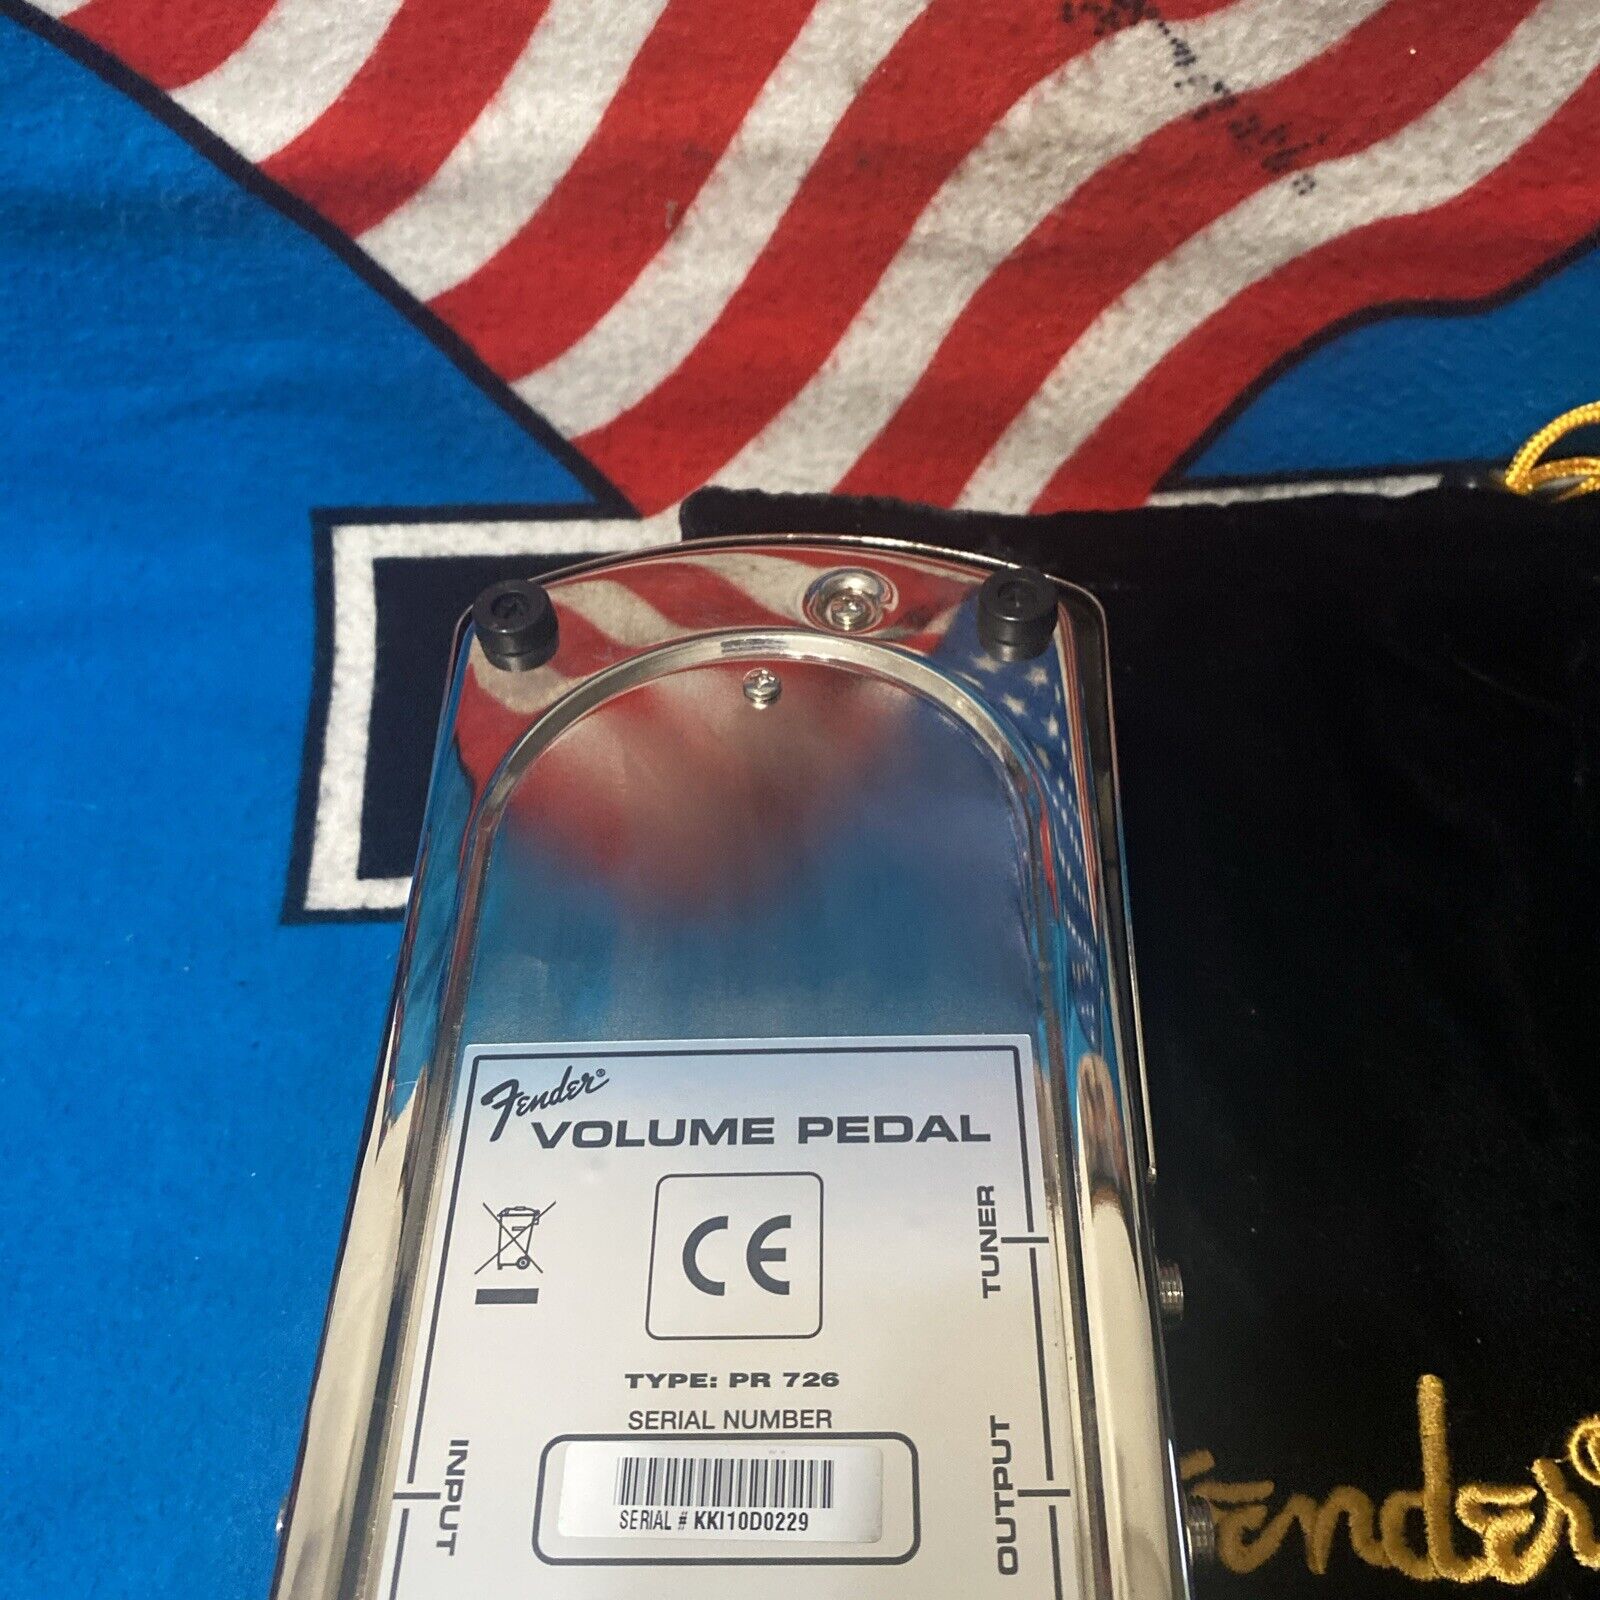 Fender®
VOLUME PEDAL
CE
TUNER
TYPE: PR 726
SERIAL NUMBER
INPUT
OUTPUT
SERIAL # KKI10D0229
Fender®